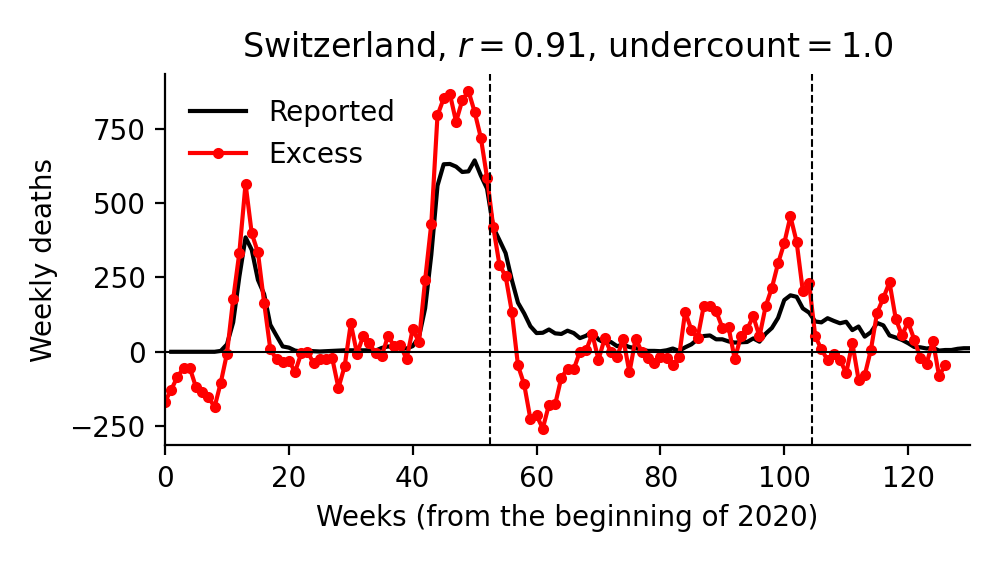 Switzerland, r = 0.91, undercount = 1.0
Reported
Excess
Weekly deaths
750
500
250
0
−250
0 20 40 60 80 100 120
Weeks (from the beginning of 2020)